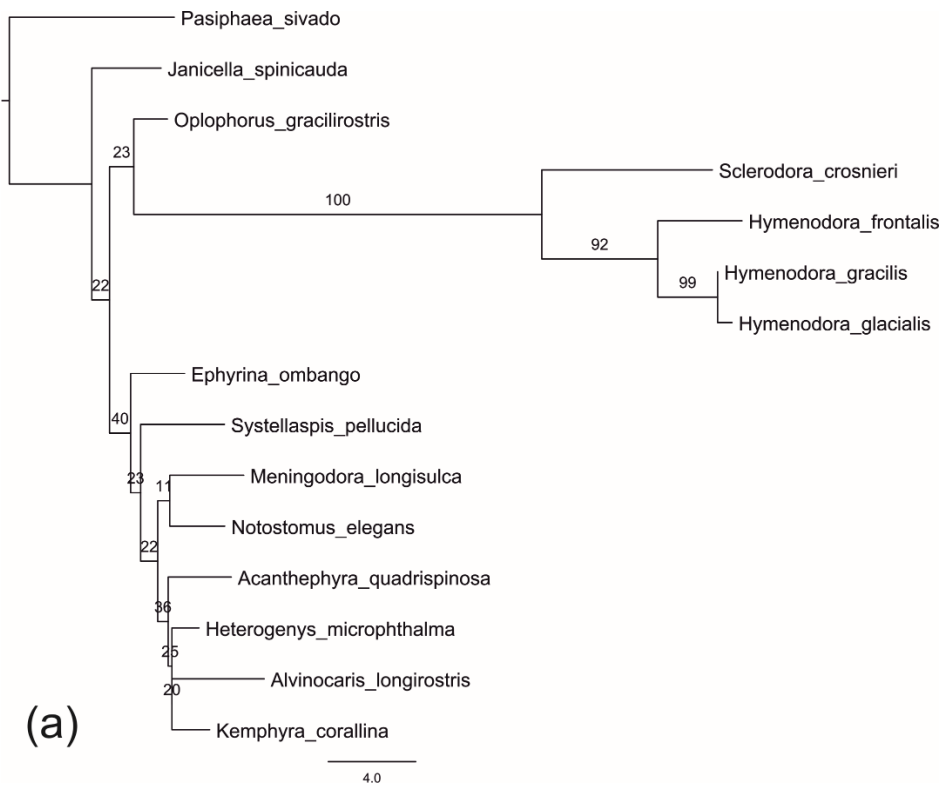 Pasiphaea_sivado
Janicella_spinicauda
Oplophorus_gracilirostris
23
Sclerodora_crosnieri
100
Hymenodora_frontalis
92
Hymenodora_gracilis
99
22
Hymenodora_glacialis
Ephyrina_ombango
40
Systellaspis_pellucida
23
Meningodora_longisulca
11
Notostomus_elegans
22
Acanthephyra_quadrispinosa
36
Heterogenys_microphthalma
25
Alvinocaris_longirostris
20
Kemphyra_corallina
(a)
4.0